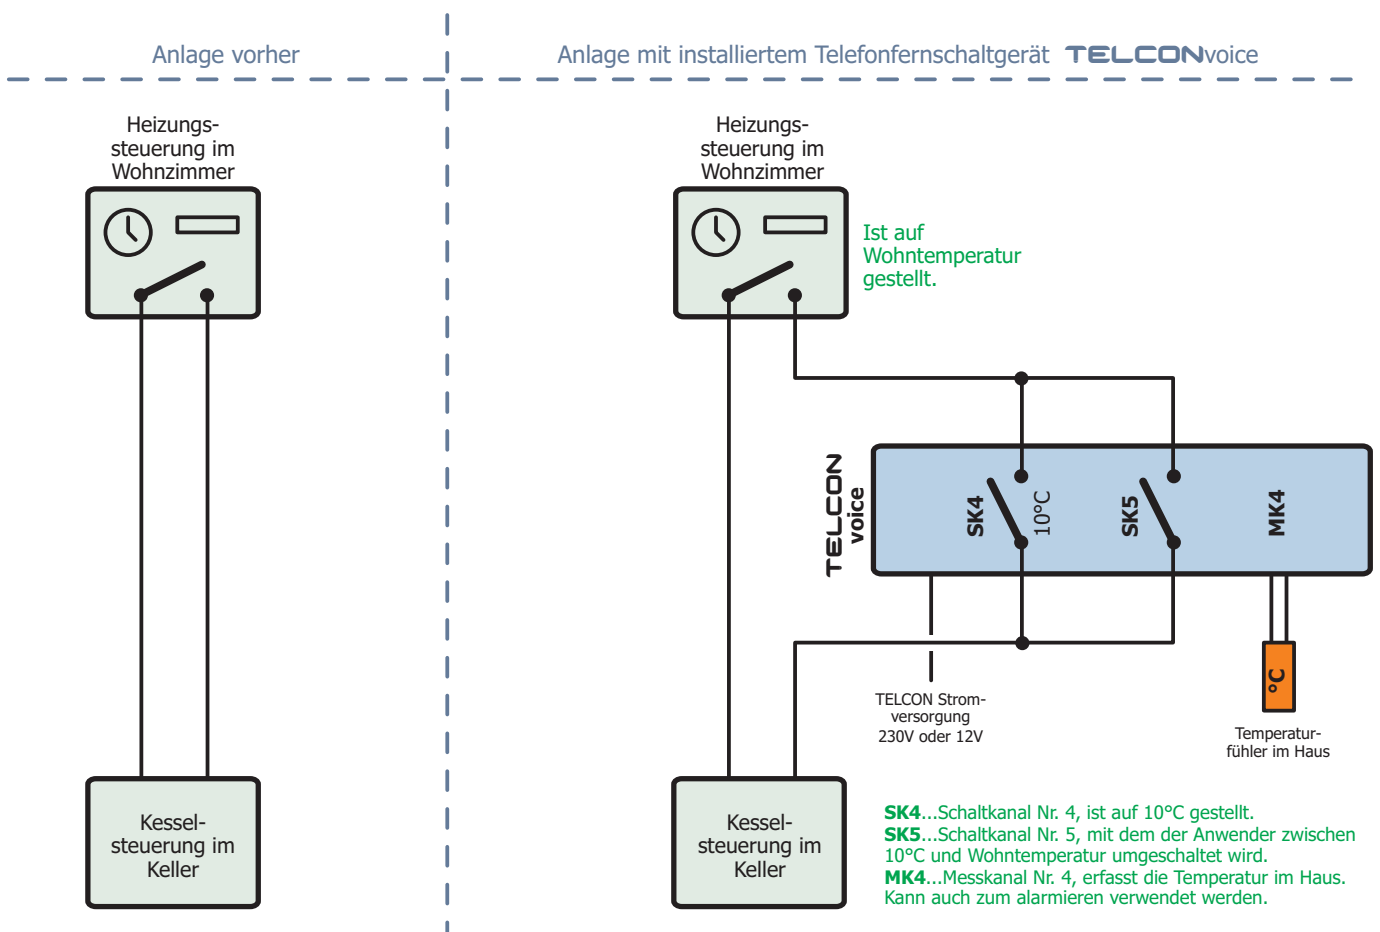 Anlage vorher
Anlage mit installiertem Telefonfernschaltgerät TELCONvoice
Heizungs-
steuerung im
Wohnzimmer
Heizungs-
steuerung im
Wohnzimmer
Ist auf
Wohntemperatur
gestellt.
TELCON
voice
SK4
10°C
SK5
MK4
°C
TELCON Strom-
versorgung
230V oder 12V
Temperatur-
fühler im Haus
Kessel-
steuerung im
Keller
Kessel-
steuerung im
Keller
SK4...Schaltkanal Nr. 4, ist auf 10°C gestellt.
SK5...Schaltkanal Nr. 5, mit dem der Anwender zwischen
10°C und Wohntemperatur umgeschaltet wird.
MK4...Messkanal Nr. 4, erfasst die Temperatur im Haus.
Kann auch zum alarmieren verwendet werden.